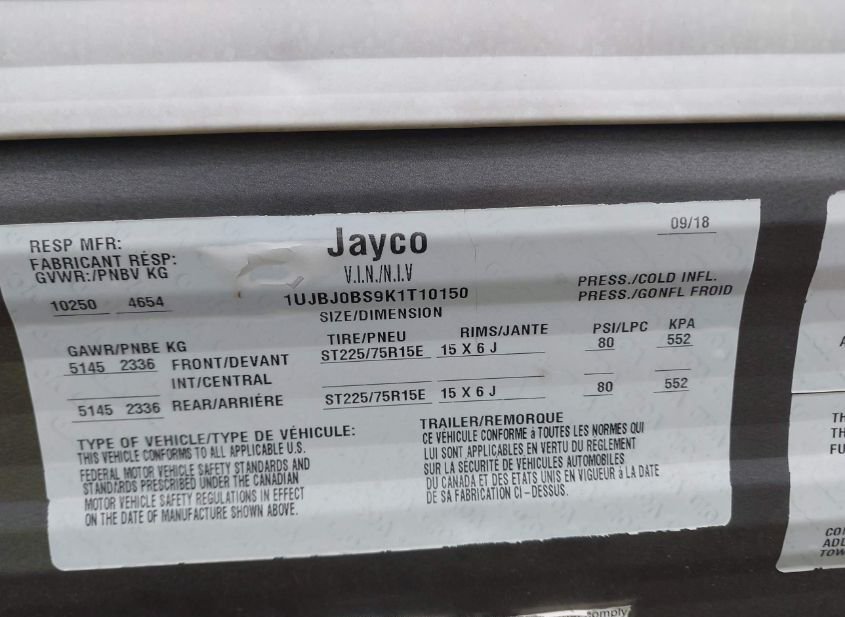 Jayco
09/18
RESP MFR:
FABRICANT RÉSP:
GVWR:/PNBV KG
V.I.N./N.I.V
10250 4654
1UJBJ0BS9K1T10150
PRESS./COLD INFL.
PRESS./GONFL FROID
SIZE/DIMENSION
GAWR/PNBE KG
TIRE/PNEU RIMS/JANTE PSI/LPC KPA
5145 2336 FRONT/DEVANT ST225/75R15E 15 X 6 J 80 552
INT/CENTRAL
5145 2336 REAR/ARRIÉRE ST225/75R15E 15 X 6 J 80 552
TYPE OF VEHICLE/TYPE DE VÉHICULE: TRAILER/REMORQUE
THIS VEHICLE CONFORMS TO ALL APPLICABLE U.S.
FEDERAL MOTOR VEHICLE SAFETY STANDARDS AND
STANDARDS PRESCRIBED UNDER THE CANADIAN
MOTOR VEHICLE SAFETY REGULATIONS IN EFFECT
ON THE DATE OF MANUFACTURE SHOWN ABOVE.
CE VÉHICULE CONFORME à TOUTES LES NORMES QUI
LUI SONT APPLICABLES EN VERTU DU REGLEMENT
SUR LA SÉCURITÉ DE VÉHICULES AUTOMOBILES
DU CANADA ET DES ETATS UNIS EN VIGUEUR à LA DATE
DE SA FABRICATION CI-DESSUS.
comply